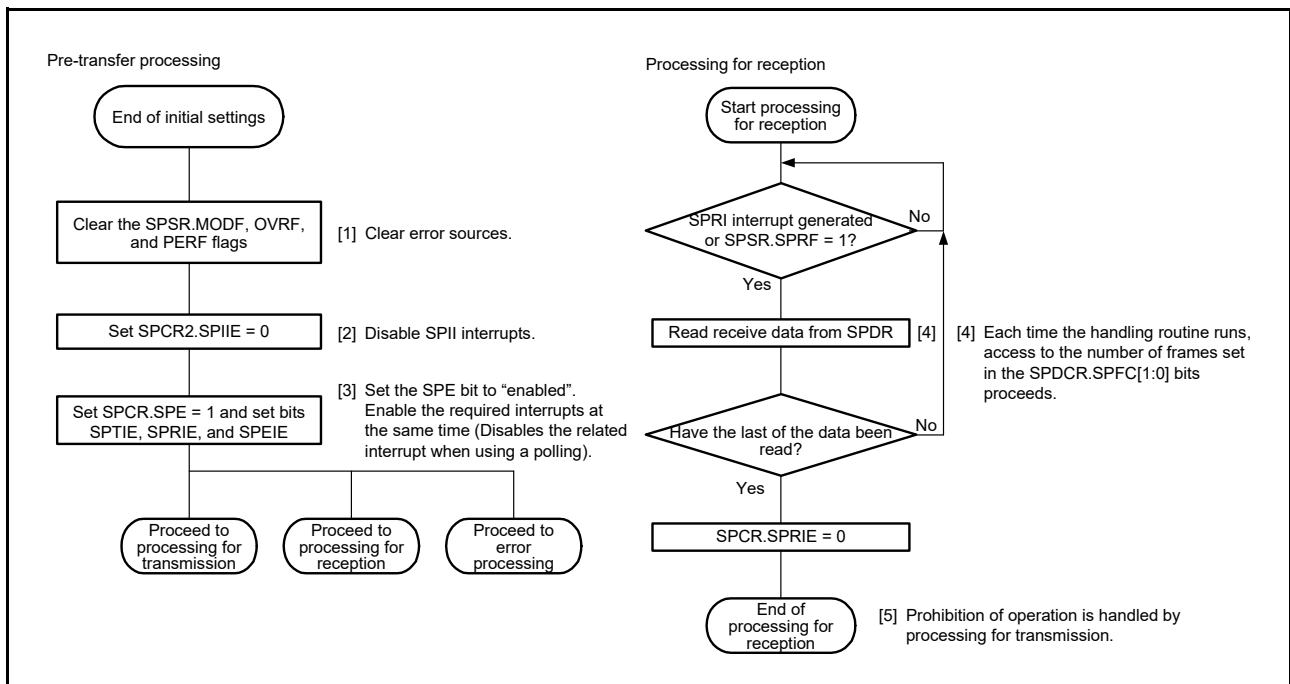 Pre-transfer processing
End of initial settings
Clear the SPSR.MODF, OVRF,
and PERF flags
[1] Clear error sources.
Set SPCR2.SPIIE = 0
[2] Disable SPII interrupts.
Set SPCR.SPE = 1 and set bits
SPTIE, SPRIE, and SPEIE
[3] Set the SPE bit to “enabled”.
Enable the required interrupts at
the same time (Disables the related
interrupt when using a polling).
Proceed to
processing for
transmission
Proceed to
processing for
reception
Proceed to
error
processing
Processing for reception
Start processing
for reception
SPRI interrupt generated
or SPSR.SPRF = 1?
No
Yes
Read receive data from SPDR
[4]
[4] Each time the handling routine runs,
access to the number of frames set
in the SPDCR.SPFC[1:0] bits
proceeds.
Have the last of the data been
read?
No
Yes
SPCR.SPRIE = 0
End of
processing for
reception
[5] Prohibition of operation is handled by
processing for transmission.